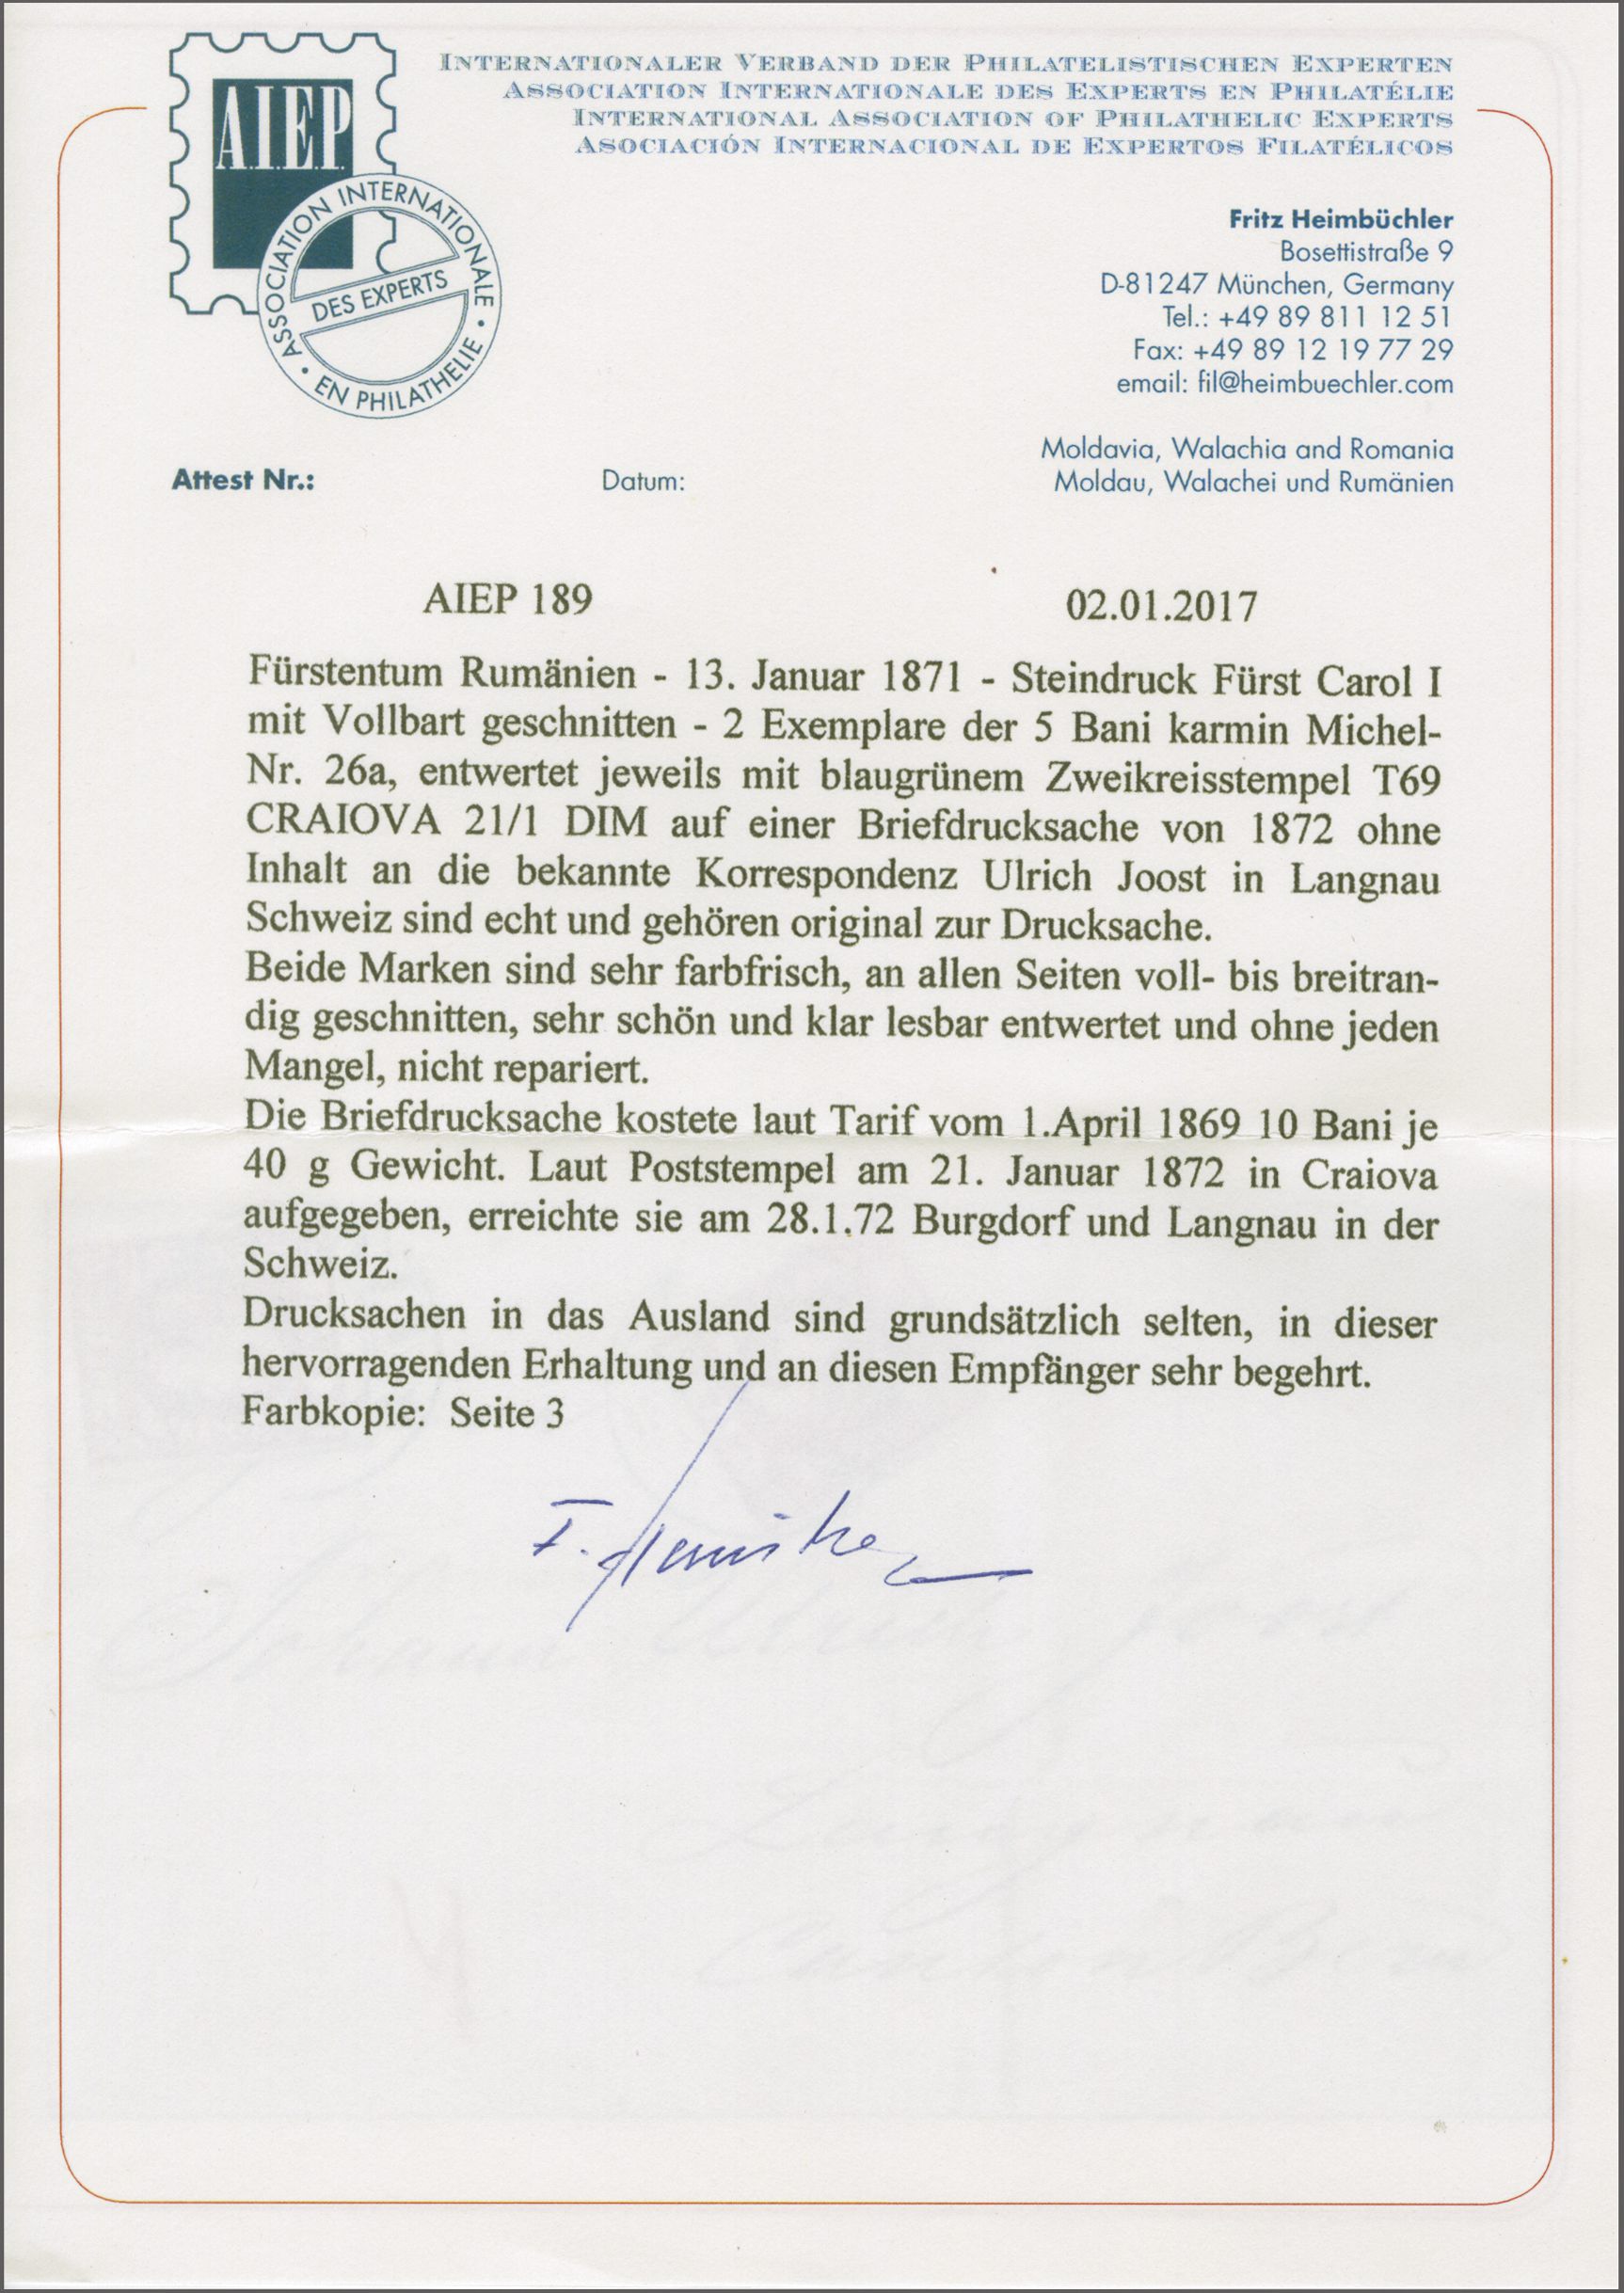 A.I.E.P.
ASSOCIATION INTERNATIONALE
DES EXPERTS
EN PHILATHELIE
INTERNATIONALER VERBAND DER PHILATELISTISCHEN EXPERTEN
ASSOCIATION INTERNATIONALE DES EXPERTS EN PHILATÉLIE
INTERNATIONAL ASSOCIATION OF PHILATHELIC EXPERTS
ASOCIACIÓN INTERNACIONAL DE EXPERTOS FILATÉLICOS
Fritz Heimbüchler
Bosettistraße 9
D-81247 München, Germany
Tel.: +49 89 811 12 51
Fax: +49 89 12 19 77 29
email: fil@heimbuechler.com
Moldavia, Walachia and Romania
Moldau, Walachei und Rumänien
Attest Nr.: Datum:
AIEP 189 02.01.2017
Fürstentum Rumänien - 13. Januar 1871 - Steindruck Fürst Carol I
mit Vollbart geschnitten - 2 Exemplare der 5 Bani karmin Michel-
Nr. 26a, entwertet jeweils mit blaugrünem Zweikreisstempel T69
CRAIOVA 21/1 DIM auf einer Briefdrucksache von 1872 ohne
Inhalt an die bekannte Korrespondenz Ulrich Joost in Langnau
Schweiz sind echt und gehören original zur Drucksache.
Beide Marken sind sehr farbfrisch, an allen Seiten voll- bis breitran-
dig geschnitten, sehr schön und klar lesbar entwertet und ohne jeden
Mangel, nicht repariert.
Die Briefdrucksache kostete laut Tarif vom 1.April 1869 10 Bani je
40 g Gewicht. Laut Poststempel am 21. Januar 1872 in Craiova
aufgegeben, erreichte sie am 28.1.72 Burgdorf und Langnau in der
Schweiz.
Drucksachen in das Ausland sind grundsätzlich selten, in dieser
hervorragenden Erhaltung und an diesen Empfänger sehr begehrt.
Farbkopie: Seite 3